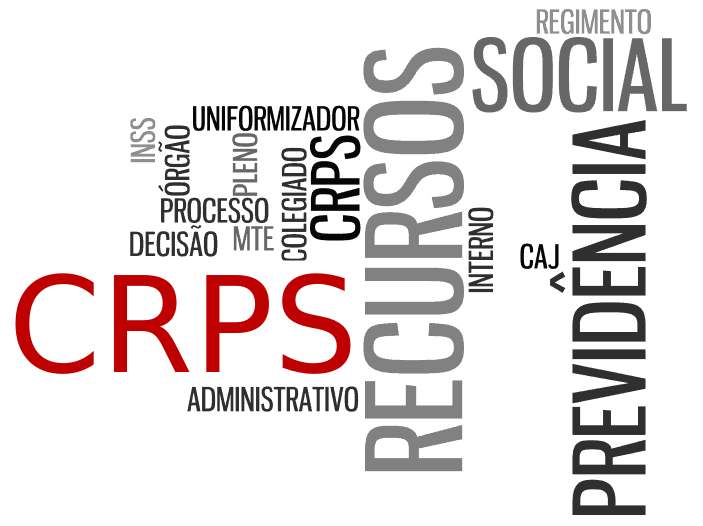 REGIMENTO
SOCIAL
UNIFORMIZADOR
INSS
ÓRGÃO
PLENO
COLEGIADO
CRPS
RECURSOS
PREVIDÊNCIA
PROCESSO
DECISÃO
MTE
INTERNO
CAJ
CRPS
ADMINISTRATIVO